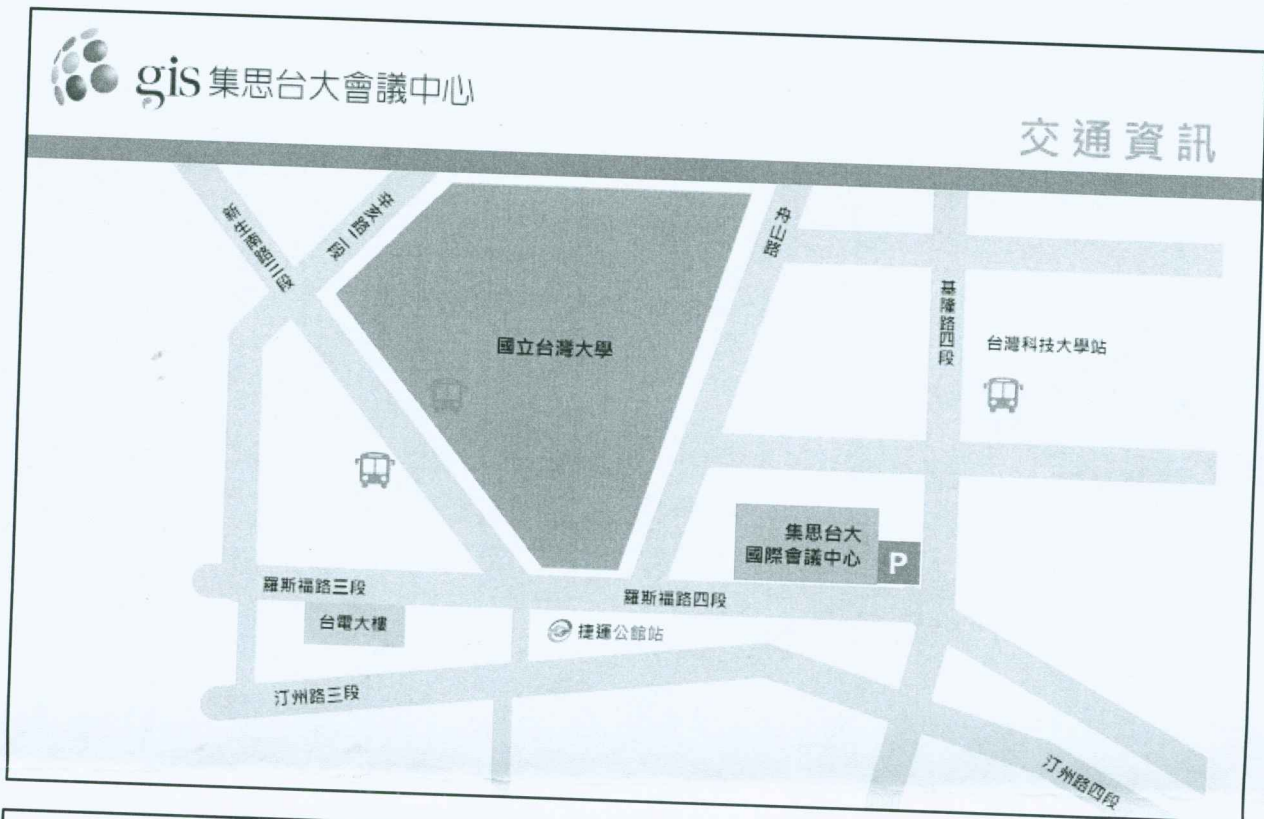 gis 集思台大會議中心
交通資訊
新生南路三段
辛亥路二段
舟山路
基隆路四段
國立台灣大學
台灣科技大學站
集思台大
國際會議中心
P
羅斯福路三段
羅斯福路四段
台電大樓
捷運公館站
汀州路三段
汀州路四段